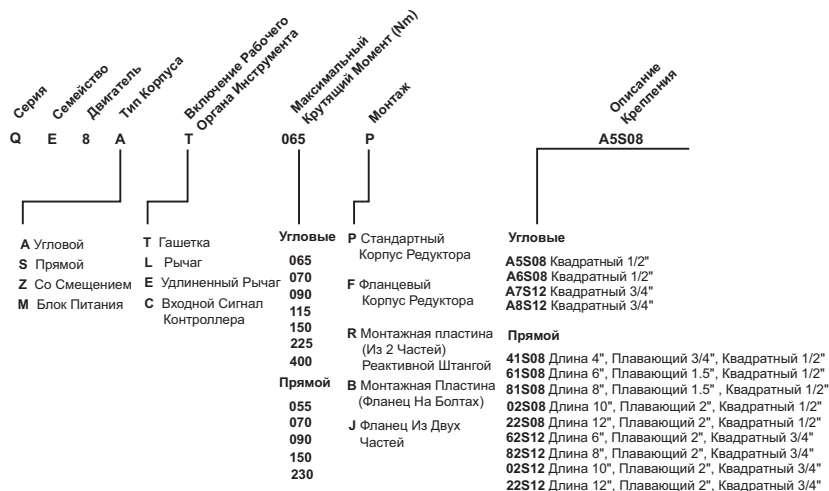 Серия
Семейство
Двигатель
Тип Корпуса
Включение Рабочего
Органа Инструмента
Максимальный
Крутящий Момент (Nm)
Монтаж
Описание
Крепления
Q E 8 A T 065 P A5S08
A Угловой
S Прямой
Z Со Смещением
M Блок Питания
T Гашетка
L Рычаг
E Удлиненный Рычаг
C Входной Сигнал
Контроллера
Угловые
065
070
090
115
150
225
400
Прямой
055
070
090
150
230
P Стандартный
Корпус Редуктора
F Фланцевый
Корпус Редуктора
R Монтажная пластина
(Из 2 Частей)
Реактивной Штангой
B Монтажная Пластина
(Фланец На Болтах)
J Фланец Из Двух
Частей
Угловые
A5S08 Квадратный 1/2"
A6S08 Квадратный 1/2"
A7S12 Квадратный 3/4"
A8S12 Квадратный 3/4"
Прямой
41S08 Длина 4", Плавающий 3/4", Квадратный 1/2"
61S08 Длина 6", Плавающий 1.5", Квадратный 1/2"
81S08 Длина 8", Плавающий 1.5" , Квадратный 1/2"
02S08 Длина 10", Плавающий 2", Квадратный 1/2"
22S08 Длина 12", Плавающий 2", Квадратный 1/2"
62S12 Длина 6", Плавающий 2", Квадратный 3/4"
82S12 Длина 8", Плавающий 2", Квадратный 3/4"
02S12 Длина 10", Плавающий 2", Квадратный 3/4"
22S12 Длина 12", Плавающий 2", Квадратный 3/4"